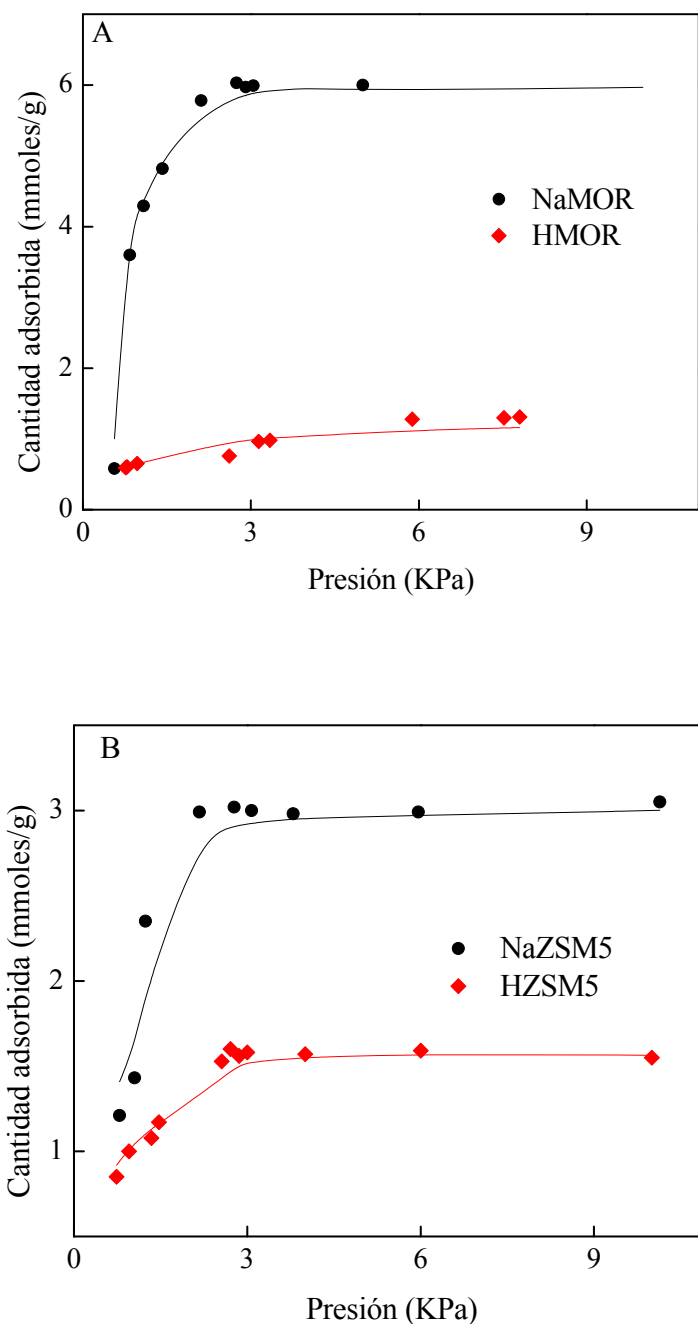 A
6
4
2
0
Cantidad adsorbida (mmoles/g)
NaMOR
HMOR
0 3 6 9
Presión (KPa)
B
3
2
1
Cantidad adsorbida (mmoles/g)
NaZSM5
HZSM5
0 3 6 9
Presión (KPa)